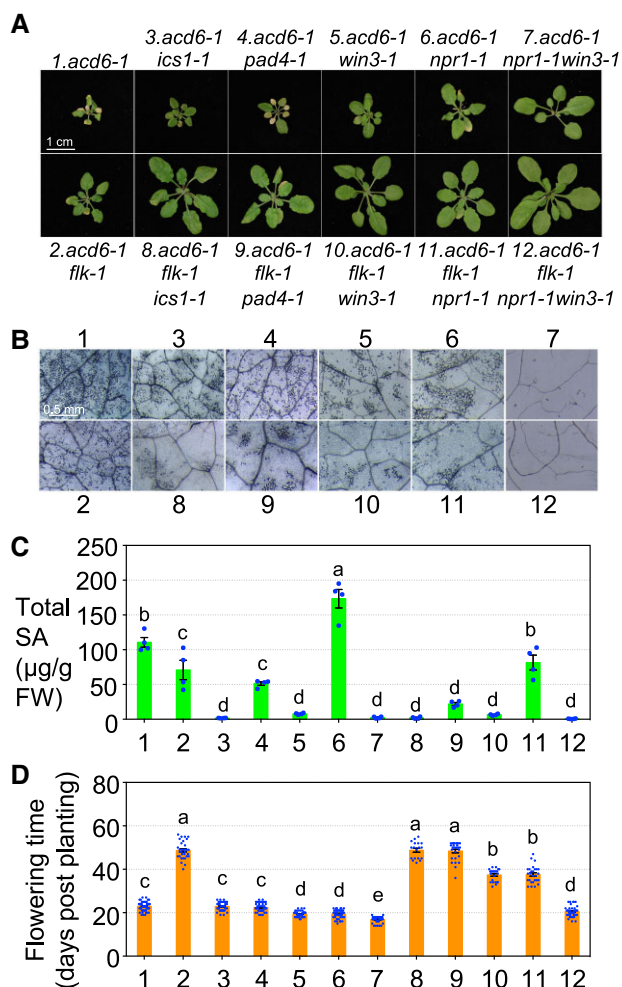 A
3.acd6-1 4.acd6-1 5.acd6-1 6.acd6-1 7.acd6-1
1.acd6-1 ics1-1 pad4-1 win3-1 npr1-1 npr1-1win3-1
1 cm
2.acd6-1 8.acd6-1 9.acd6-1 10.acd6-1 11.acd6-1 12.acd6-1
flk-1 flk-1 flk-1 flk-1 flk-1 flk-1
ics1-1 pad4-1 win3-1 npr1-1 npr1-1win3-1
B
1 3 4 5 6 7
0.5 mm
2 8 9 10 11 12
C
Total
SA
(µg/g
FW)
250
200
150
100
50
0
b c d c d a d d d d b d
1 2 3 4 5 6 7 8 9 10 11 12
D
Flowering time
(days post planting)
80
60
40
20
0
c a c c d d e a a b b d
1 2 3 4 5 6 7 8 9 10 11 12